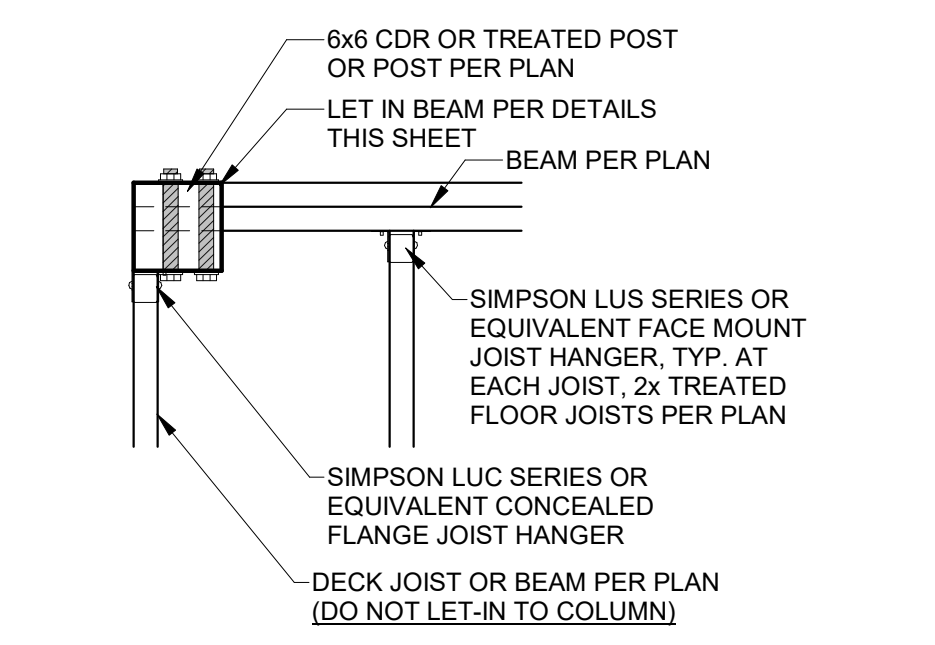 6x6 CDR OR TREATED POST
OR POST PER PLAN
LET IN BEAM PER DETAILS
THIS SHEET
BEAM PER PLAN
SIMPSON LUS SERIES OR
EQUIVALENT FACE MOUNT
JOIST HANGER, TYP. AT
EACH JOIST, 2x TREATED
FLOOR JOISTS PER PLAN
SIMPSON LUC SERIES OR
EQUIVALENT CONCEALED
FLANGE JOIST HANGER
DECK JOIST OR BEAM PER PLAN
(DO NOT LET-IN TO COLUMN)